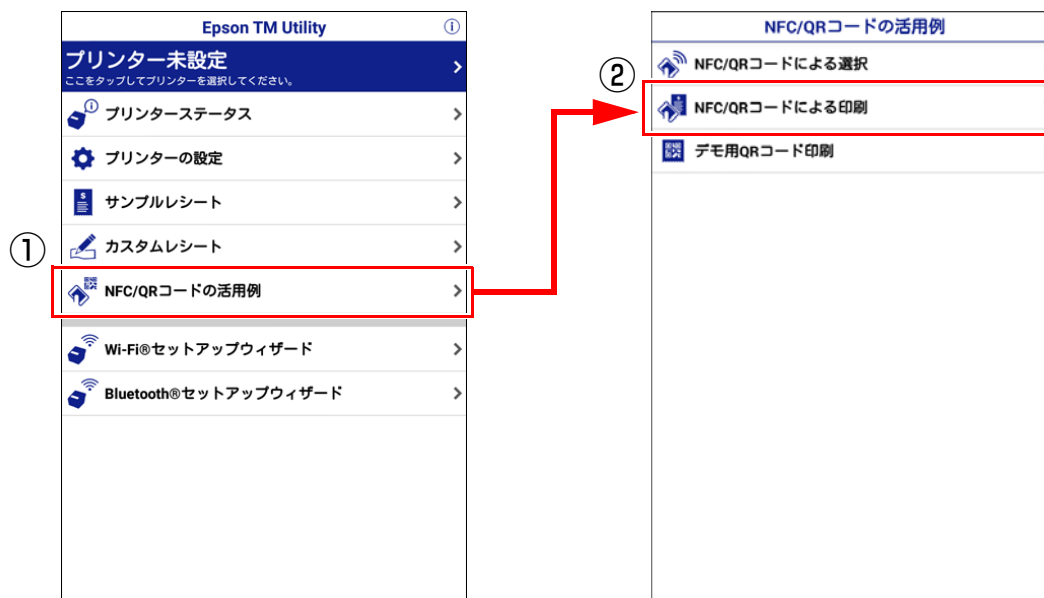 Epson TM Utility
プリンター未設定
ここをタップしてプリンターを選択してください。
プリンターステータス
プリンターの設定
サンプルレシート
カスタムレシート
①
NFC/QRコードの活用例
Wi-Fi®セットアップウィザード
Bluetooth®セットアップウィザード
NFC/QRコードの活用例
NFC/QRコードによる選択
②
NFC/QRコードによる印刷
デモ用QRコード印刷